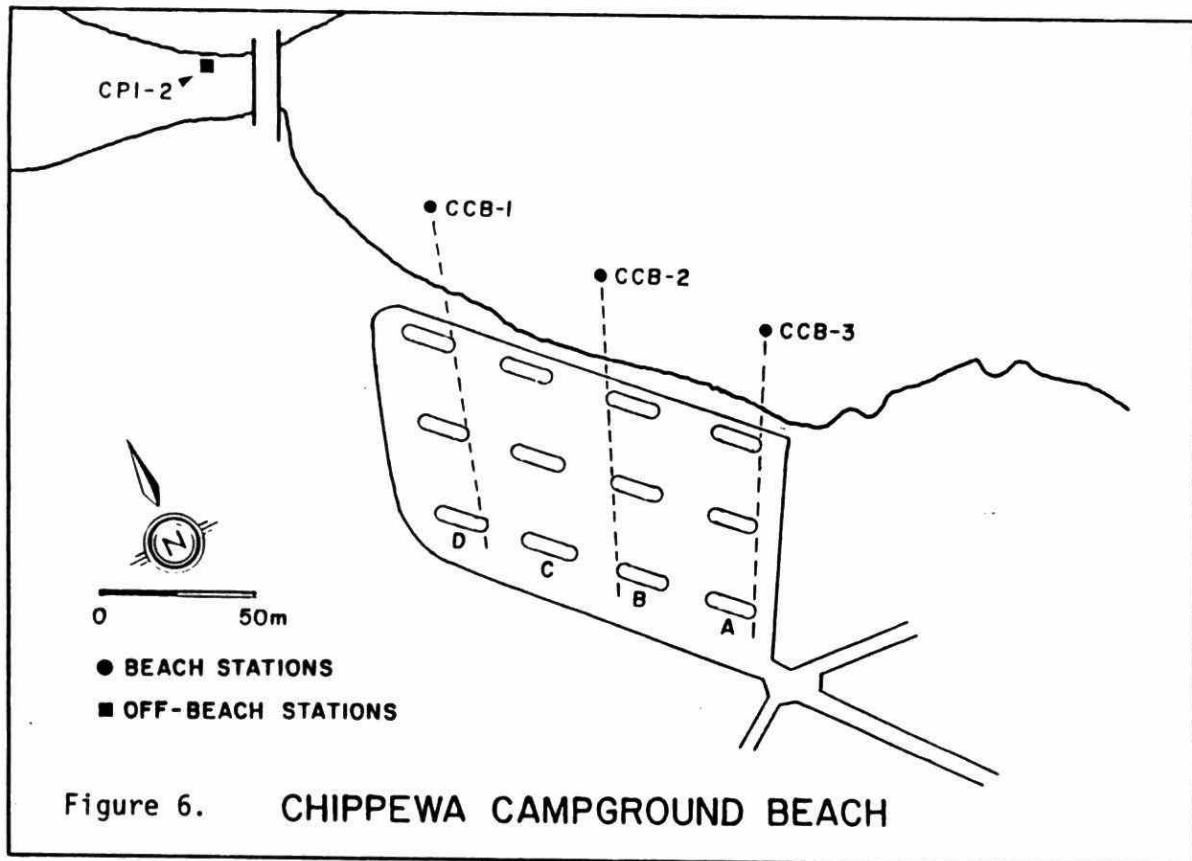 CPI-2
CCB-1
CCB-2
CCB-3
D
C
B
A
N
0 50m
BEACH STATIONS
OFF-BEACH STATIONS
Figure 6. CHIPPEWA CAMPGROUND BEACH